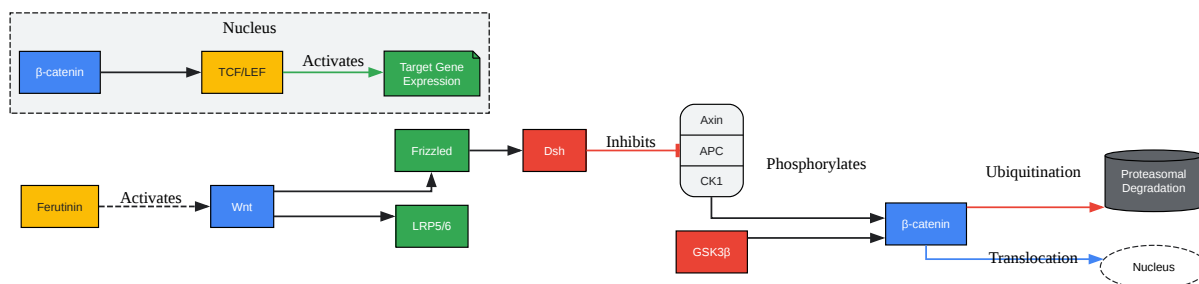 Nucleus
β-catenin
TCF/LEF
Activates
Target Gene
Expression
Frizzled
Dsh
Inhibits
Axin
APC
CK1
Phosphorylates
Ubiquitination
Proteasomal
Degradation
Ferutinin
Activates
Wnt
LRP5/6
β-catenin
GSK3β
Translocation
Nucleus